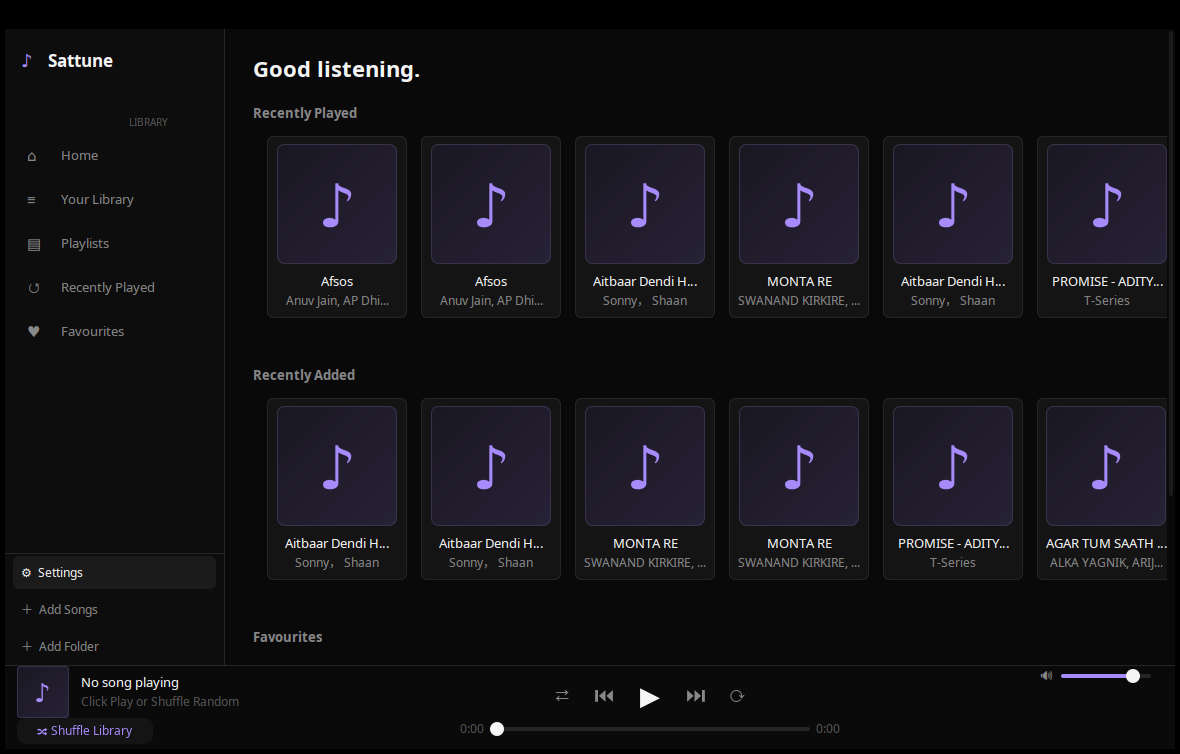 Sattune
LIBRARY
Home
Your Library
Playlists
Recently Played
Favourites
Settings
Add Songs
Add Folder
Good listening.
Recently Played
Afsos
Anuv Jain, AP Dhi...
Afsos
Anuv Jain, AP Dhi...
Aitbaar Dendi H...
Sonny， Shaan
MONTA RE
SWANAND KIRKIRE, ...
Aitbaar Dendi H...
Sonny， Shaan
PROMISE - ADITY...
T-Series
Recently Added
Aitbaar Dendi H...
Sonny， Shaan
Aitbaar Dendi H...
Sonny， Shaan
MONTA RE
SWANAND KIRKIRE, ...
MONTA RE
SWANAND KIRKIRE, ...
PROMISE - ADITY...
T-Series
AGAR TUM SAATH ...
ALKA YAGNIK, ARIJ...
Favourites
No song playing
Click Play or Shuffle Random
Shuffle Library
0:00
0:00